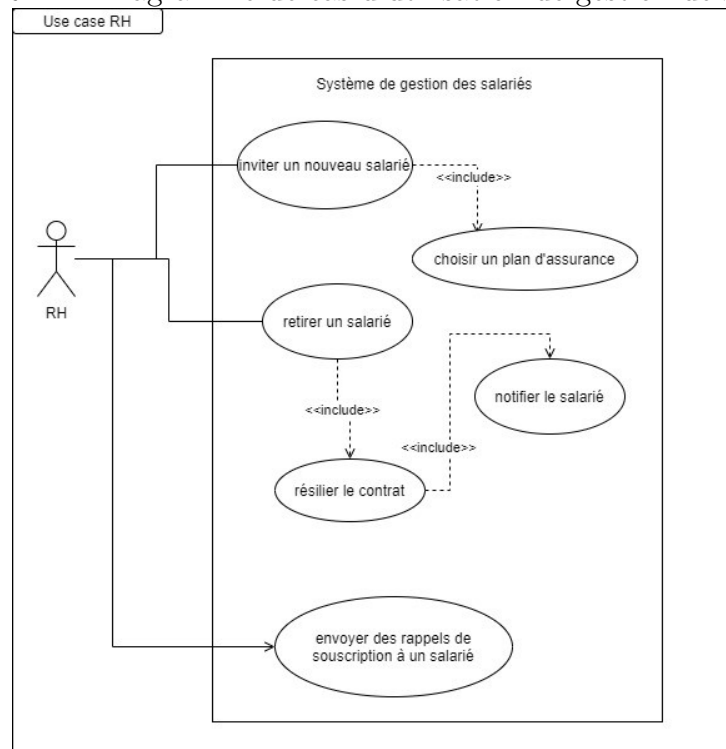 Use case RH
Système de gestion des salariés
inviter un nouveau salarié
<<include>>
choisir un plan d'assurance
RH
retirer un salarié
notifier le salarié
<<include>>
<<include>>
résilier le contrat
envoyer des rappels de
souscription à un salarié